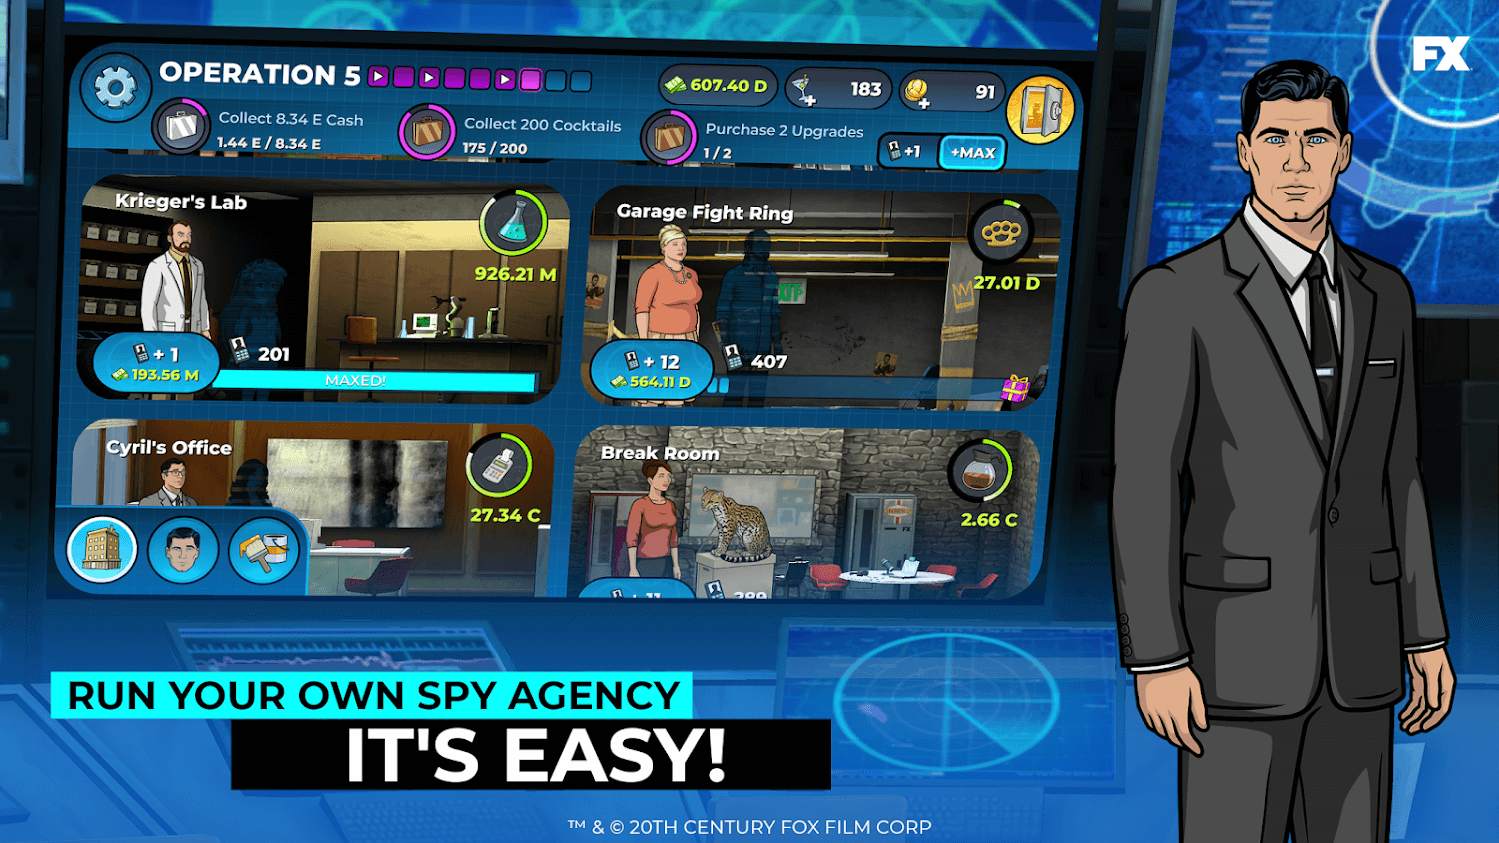 OPERATION 5
607.40 D
183
91
FX
Collect 8.34 E Cash
1.44 E / 8.34 E
Collect 200 Cocktails
175 / 200
Purchase 2 Upgrades
1 / 2
+1
+MAX
Krieger's Lab
926.21 M
+ 1
193.56 M
201
MAXED!
Garage Fight Ring
27.01 D
+ 12
564.11 D
407
Cyril's Office
27.34 C
Break Room
2.66 C
+ 11
289
RUN YOUR OWN SPY AGENCY
IT'S EASY!
™ & © 20TH CENTURY FOX FILM CORP